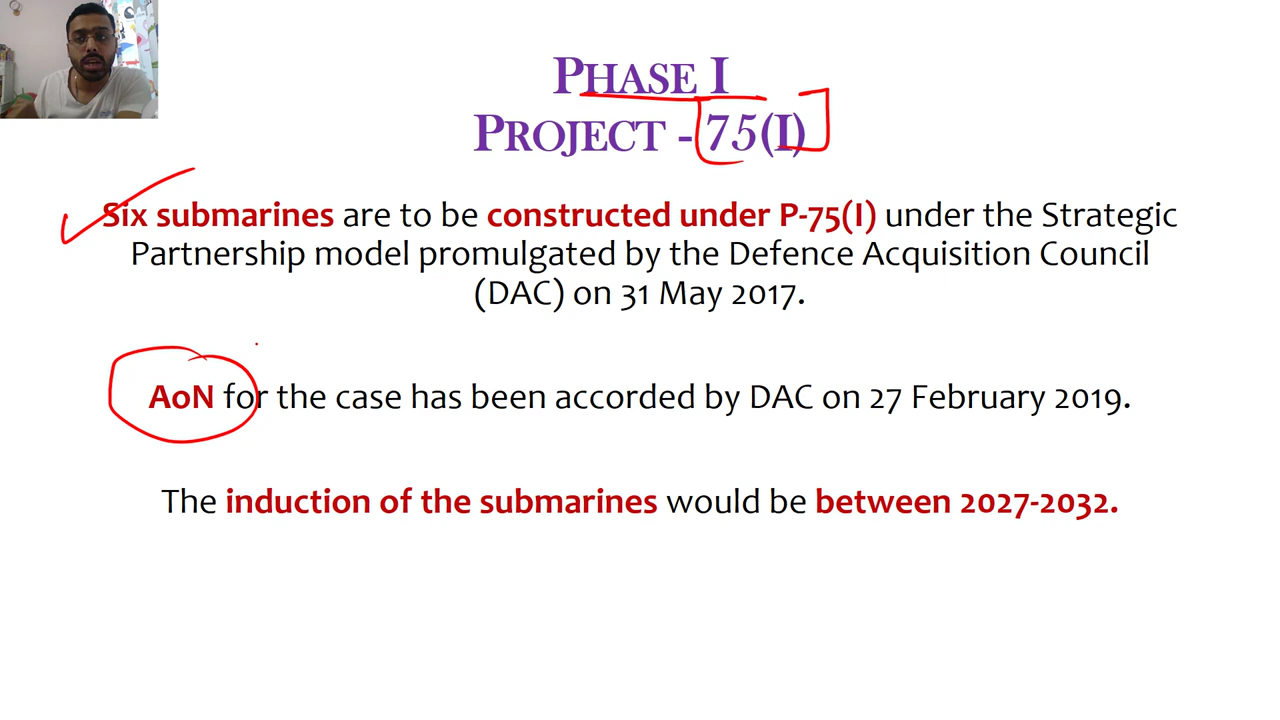 PHASE I
PROJECT - 75(I)
Six submarines are to be constructed under P-75(I) under the Strategic
Partnership model promulgated by the Defence Acquisition Council
(DAC) on 31 May 2017.
AoN for the case has been accorded by DAC on 27 February 2019.
The induction of the submarines would be between 2027-2032.